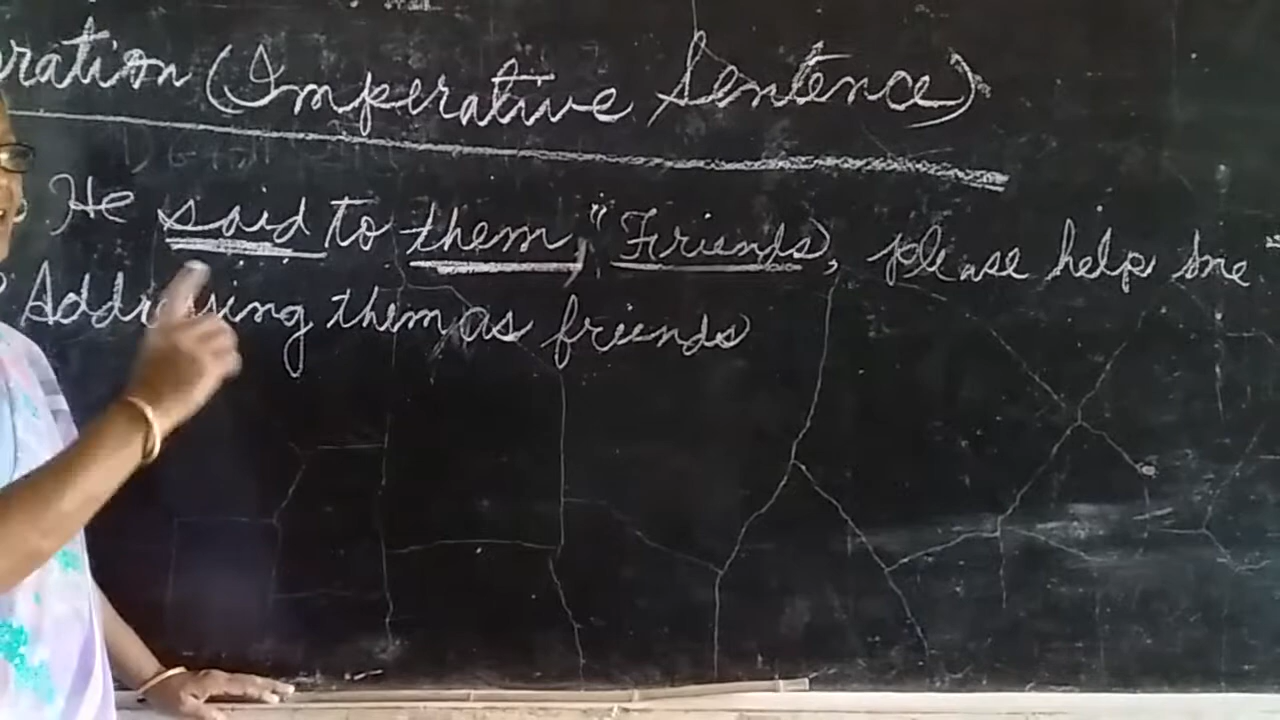 ration (Imperative Sentence)
He said to them, "Friends, please help me"
Addressing them as friends